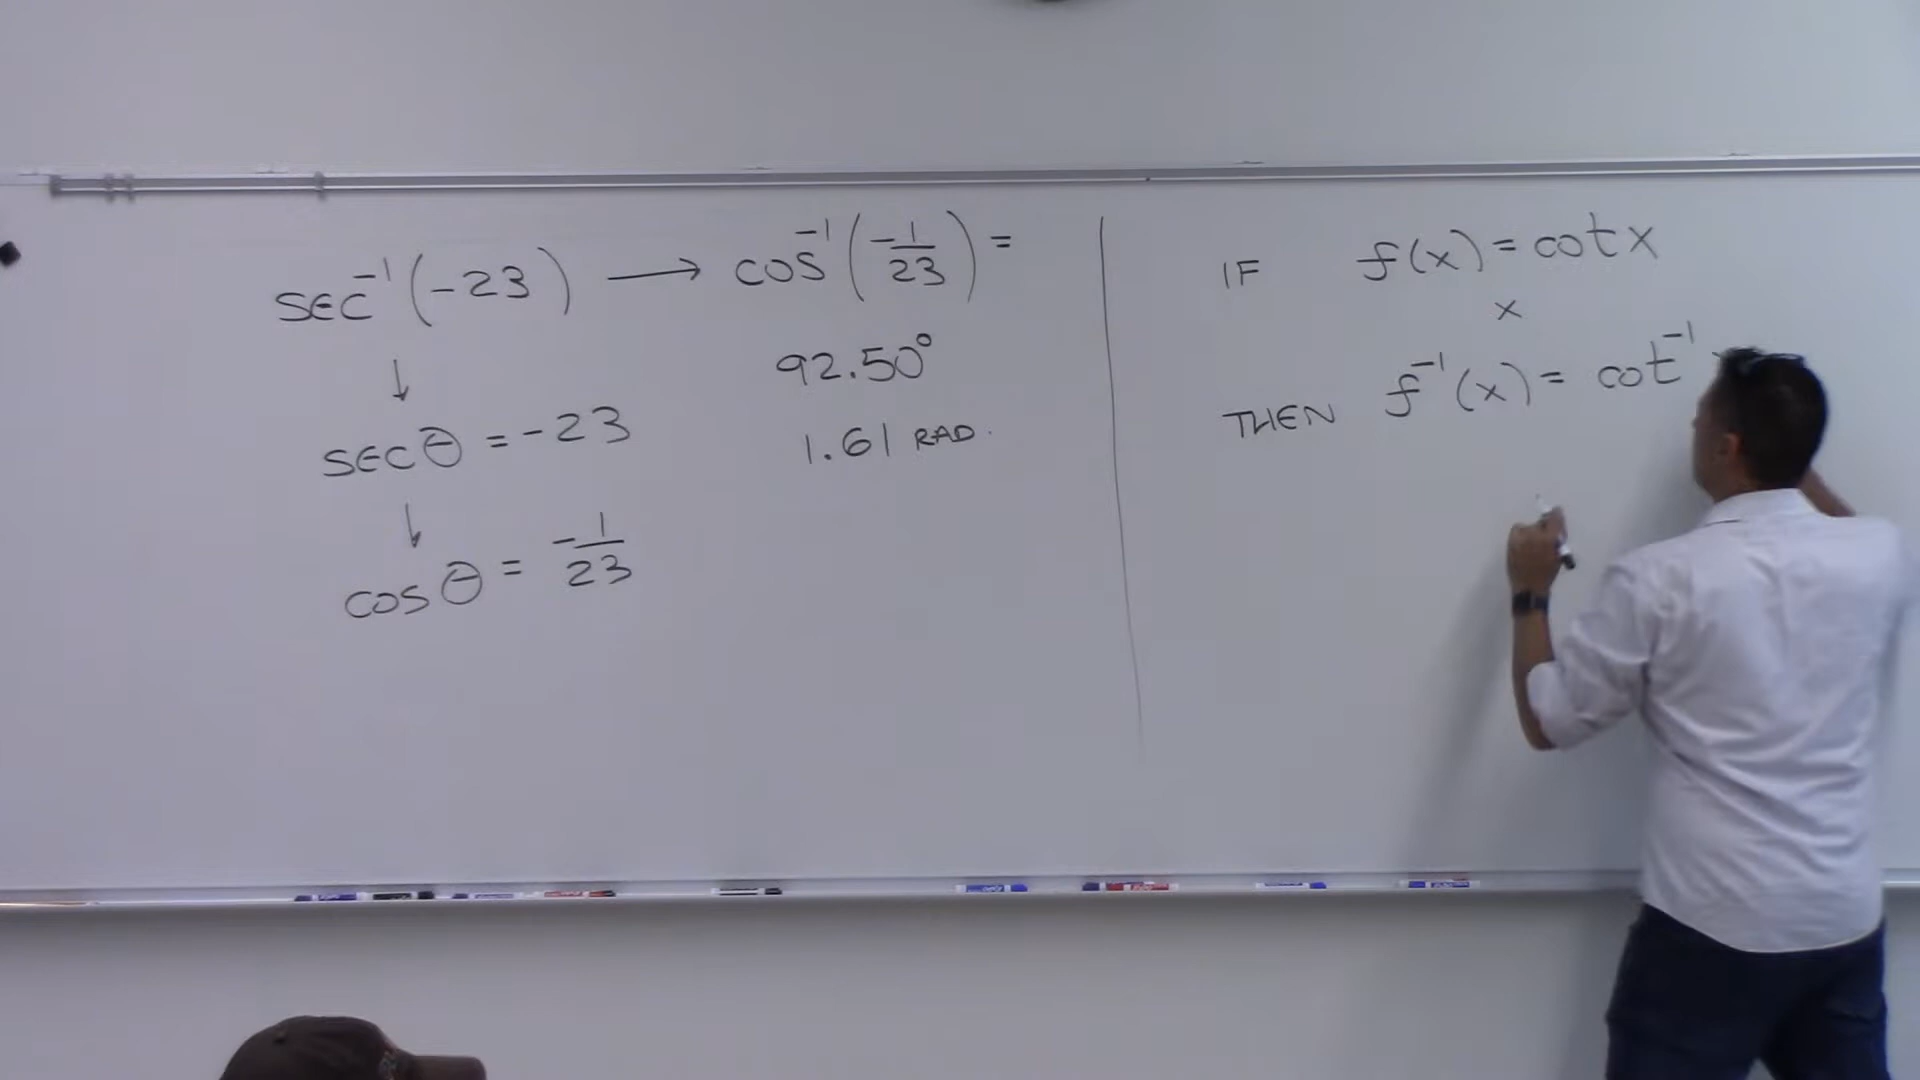 sec⁻¹(-23) → cos⁻¹(-1/23) =
↓
92.50°
secθ = -23
1.61 RAD.
↓
cosθ = -1/23
IF f(x) = cotx
x
THEN f⁻¹(x) = cot⁻¹